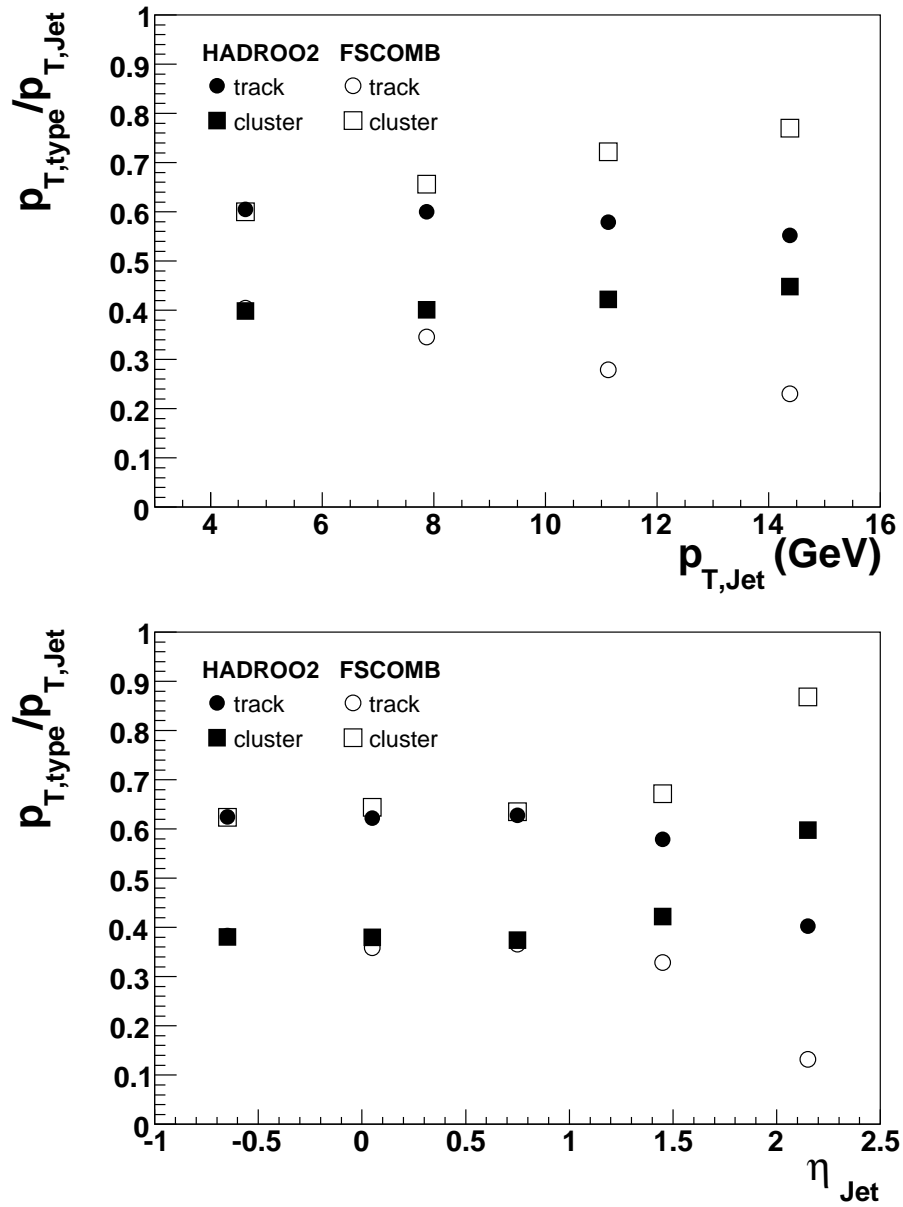 p_T,type/p_T,Jet
1
0.9
0.8
0.7
0.6
0.5
0.4
0.3
0.2
0.1
0
HADROO2 FSCOMB
track track
cluster cluster
4 6 8 10 12 14 16
p_T,Jet (GeV)
p_T,type/p_T,Jet
1
0.9
0.8
0.7
0.6
0.5
0.4
0.3
0.2
0.1
0
HADROO2 FSCOMB
track track
cluster cluster
-1 -0.5 0 0.5 1 1.5 2 2.5
η_Jet